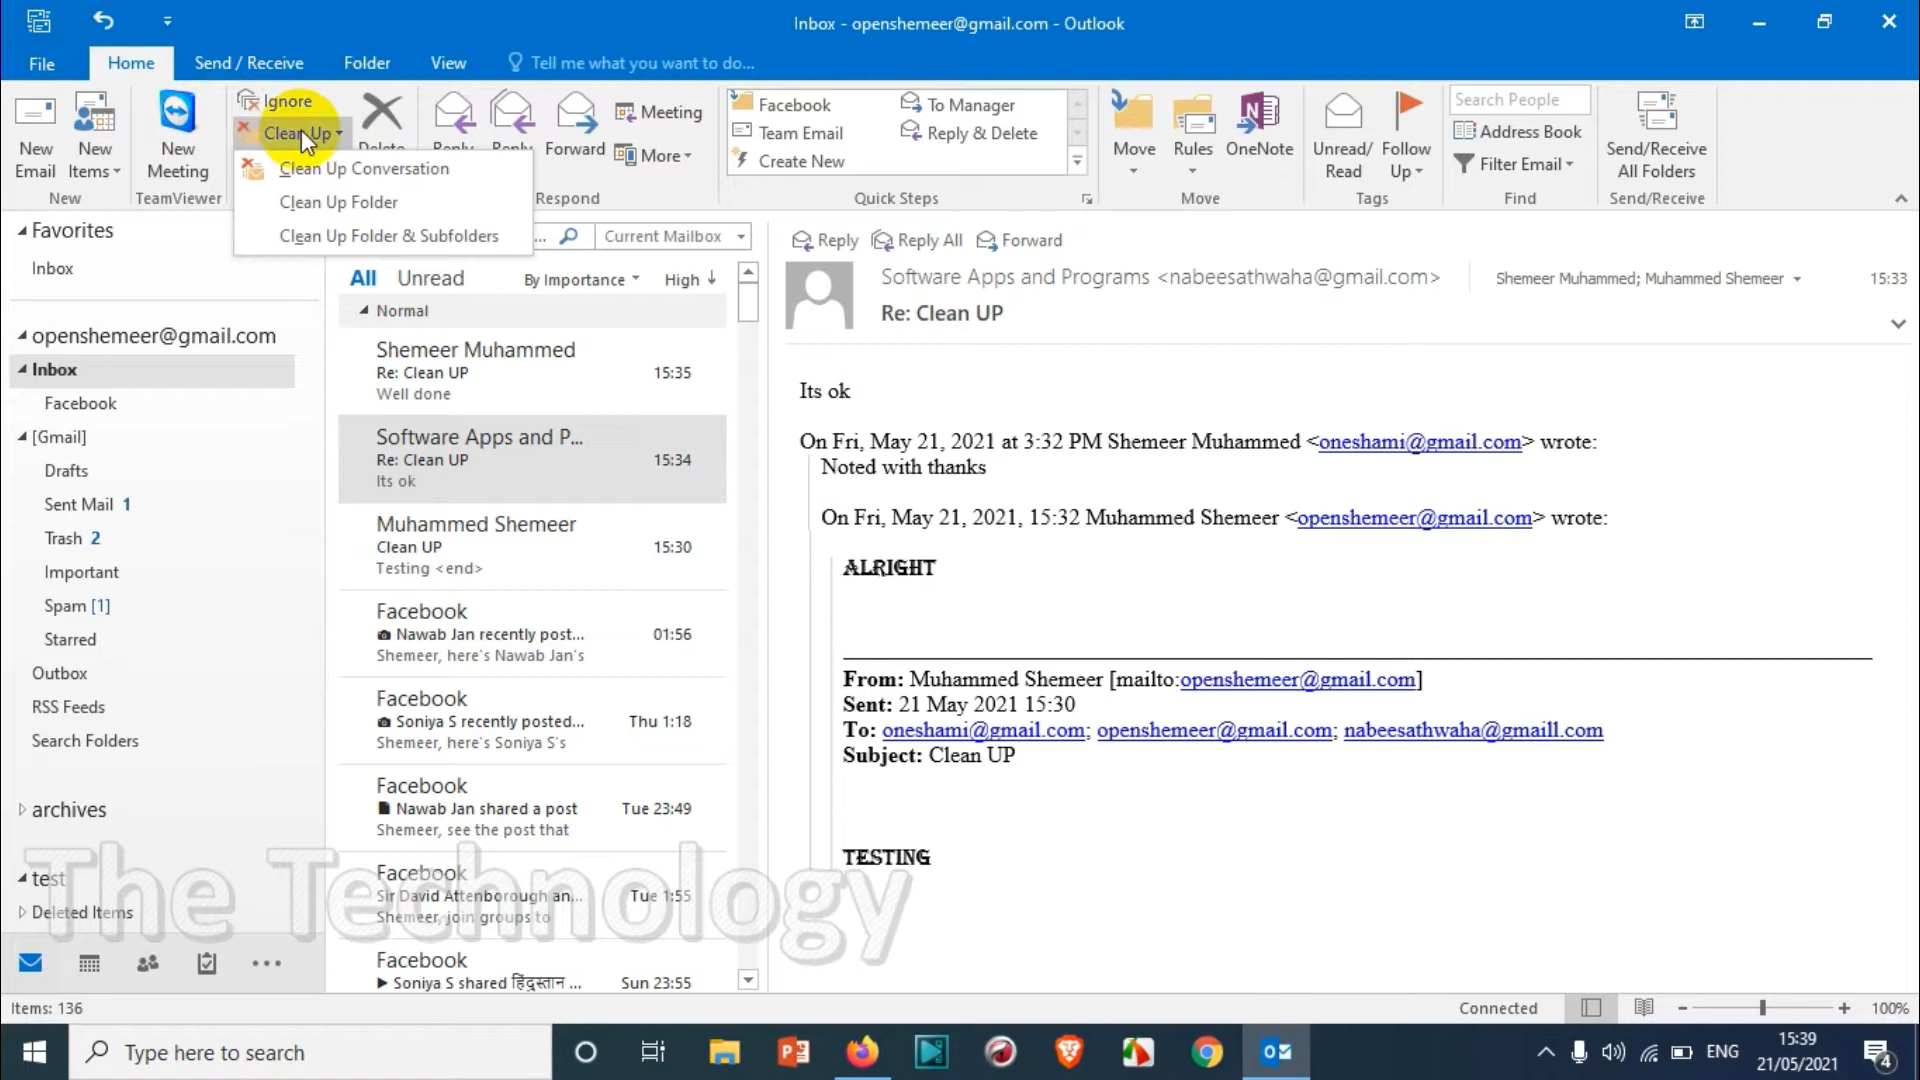 Inbox - openshemeer@gmail.com - Outlook
File
Home
Send / Receive
Folder
View
Tell me what you want to do...
New
Email
New
Items
New
New
Meeting
TeamViewer
Ignore
Clean Up
Delete
Reply
Reply
Forward
Meeting
More
Respond
Clean Up Conversation
Clean Up Folder
Clean Up Folder & Subfolders
Facebook
To Manager
Team Email
Reply & Delete
Create New
Quick Steps
Move
Rules
OneNote
Move
Unread/
Read
Follow
Up
Tags
Search People
Address Book
Filter Email
Find
Send/Receive
All Folders
Send/Receive
Favorites
Inbox
openshemeer@gmail.com
Inbox
Facebook
[Gmail]
Drafts
Sent Mail 1
Trash 2
Important
Spam [1]
Starred
Outbox
RSS Feeds
Search Folders
archives
test
Deleted Items
...
Current Mailbox
All
Unread
By Importance
High
Normal
Shemeer Muhammed
Re: Clean UP
15:35
Well done
Software Apps and P...
Re: Clean UP
15:34
Its ok
Muhammed Shemeer
Clean UP
15:30
Testing <end>
Facebook
Nawab Jan recently post...
01:56
Shemeer, here's Nawab Jan's
Facebook
Soniya S recently posted...
Thu 1:18
Shemeer, here's Soniya S's
Facebook
Nawab Jan shared a post
Tue 23:49
Shemeer, see the post that
Facebook
Sir David Attenborough an...
Tue 1:55
Shemeer, join groups to
Facebook
Soniya S shared हिंदुस्तान ...
Sun 23:55
Reply
Reply All
Forward
Software Apps and Programs <nabeesathwaha@gmail.com>
Shemeer Muhammed; Muhammed Shemeer
15:33
Re: Clean UP
Its ok
On Fri, May 21, 2021 at 3:32 PM Shemeer Muhammed <oneshami@gmail.com> wrote:
Noted with thanks
On Fri, May 21, 2021, 15:32 Muhammed Shemeer <openshemeer@gmail.com> wrote:
ALRIGHT
From: Muhammed Shemeer [mailto:openshemeer@gmail.com]
Sent: 21 May 2021 15:30
To: oneshami@gmail.com; openshemeer@gmail.com; nabeesathwaha@gmaill.com
Subject: Clean UP
TESTING
The Technology
Items: 136
Connected
100%
Type here to search
ENG
15:39
21/05/2021
4